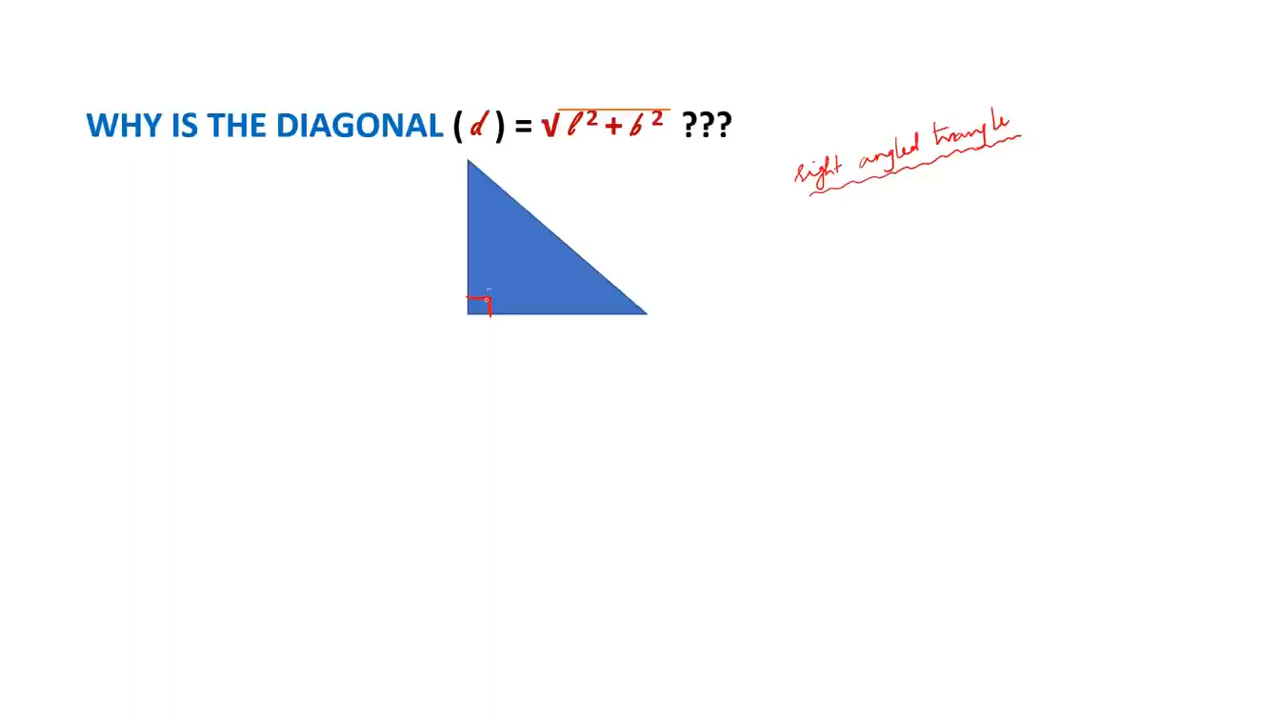 WHY IS THE DIAGONAL ( d ) = √l² + b² ???
right angled triangle